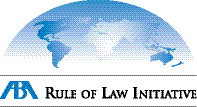 ABA RULE OF LAW INITIATIVE